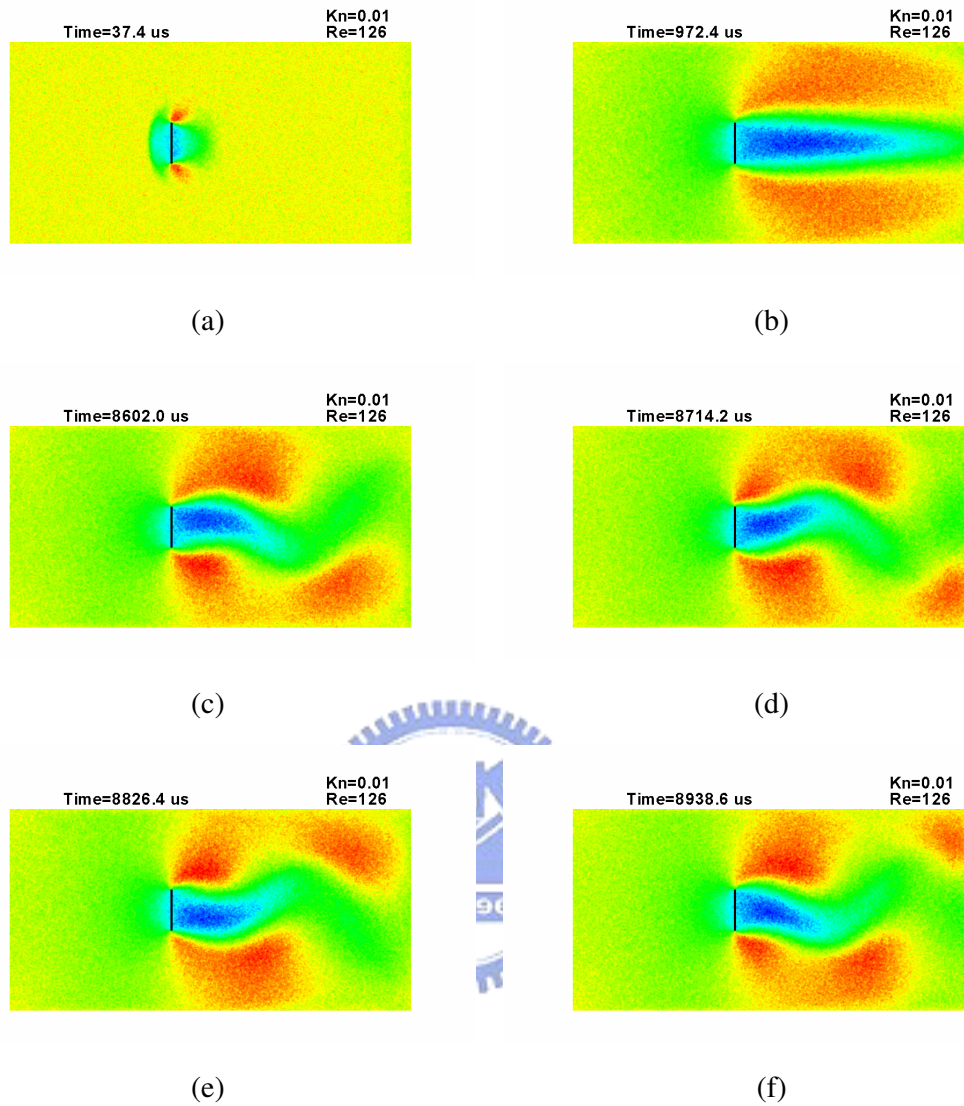 Time=37.4 us
Kn=0.01
Re=126
Time=972.4 us
Kn=0.01
Re=126
(a)
(b)
Time=8602.0 us
Kn=0.01
Re=126
Time=8714.2 us
Kn=0.01
Re=126
(c)
(d)
Time=8826.4 us
Kn=0.01
Re=126
Time=8938.6 us
Kn=0.01
Re=126
(e)
(f)